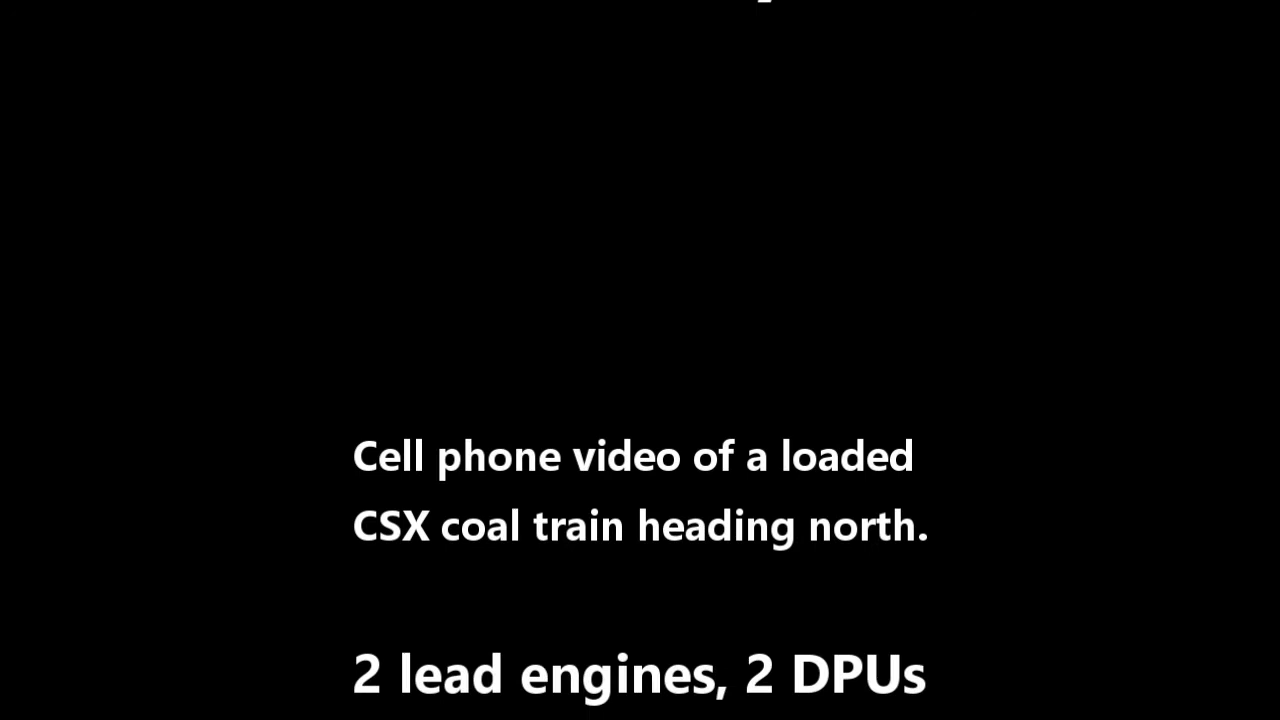 Cell phone video of a loaded
CSX coal train heading north.
2 lead engines, 2 DPUs